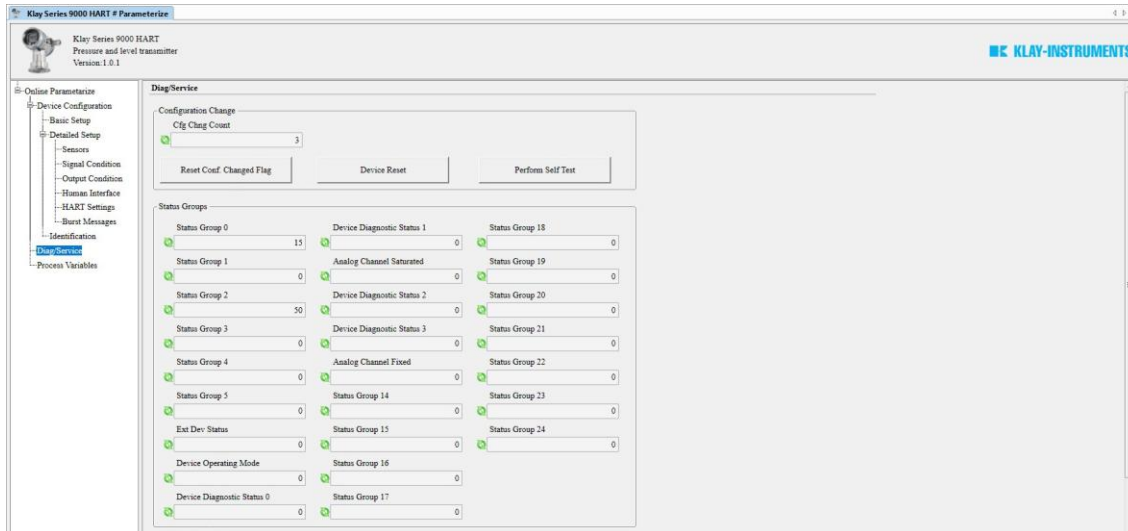 Klay Series 9000 HART # Parameterize
Klay Series 9000 HART
Pressure and level transmitter
Version:1.0.1
KLAY-INSTRUMENTS
Online Parametarize
Device Configuration
Basic Setup
Detailed Setup
Sensors
Signal Condition
Output Condition
Human Interface
HART Settings
Burst Messages
Identification
Diag/Service
Process Variables
Diag/Service
Configuration Change
Cfg Chng Count
3
Reset Conf. Changed Flag
Device Reset
Perform Self Test
Status Groups
Status Group 0
15
Status Group 1
0
Status Group 2
50
Status Group 3
0
Status Group 4
0
Status Group 5
0
Ext Dev Status
0
Device Operating Mode
0
Device Diagnostic Status 0
0
Device Diagnostic Status 1
0
Analog Channel Saturated
0
Device Diagnostic Status 2
0
Device Diagnostic Status 3
0
Analog Channel Fixed
0
Status Group 14
0
Status Group 15
0
Status Group 16
0
Status Group 17
0
Status Group 18
0
Status Group 19
0
Status Group 20
0
Status Group 21
0
Status Group 22
0
Status Group 23
0
Status Group 24
0